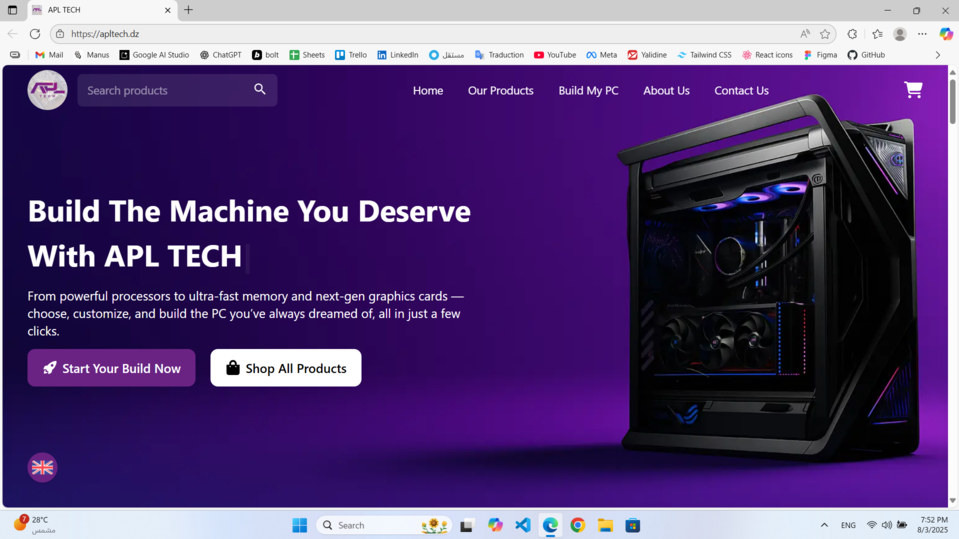 APL TECH
https://apltech.dz
Mail
Manus
Google AI Studio
ChatGPT
bolt
Sheets
Trello
LinkedIn
مستقل
Traduction
YouTube
Meta
Yalidine
Tailwind CSS
React icons
Figma
GitHub
APL
TECH
Search products
Home
Our Products
Build My PC
About Us
Contact Us
Build The Machine You Deserve
With APL TECH
From powerful processors to ultra-fast memory and next-gen graphics cards —
choose, customize, and build the PC you’ve always dreamed of, all in just a few
clicks.
Start Your Build Now
Shop All Products
7
28°C
مشمس
Search
ENG
7:52 PM
8/3/2025